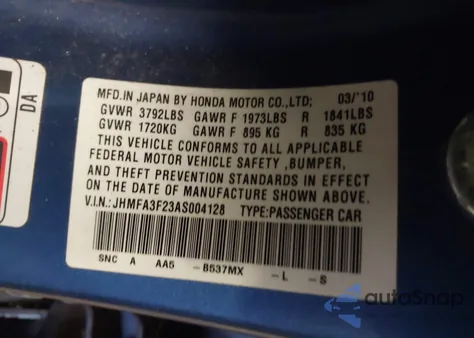 MFD.IN JAPAN BY HONDA MOTOR CO.,LTD; 03/'10
GVWR 3792LBS GAWR F 1973LBS R 1841LBS
GVWR 1720KG GAWR F 895 KG R 835 KG
THIS VEHICLE CONFORMS TO ALL APPLICABLE
FEDERAL MOTOR VEHICLE SAFETY ,BUMPER,
AND THEFT PREVENTION STANDARDS IN EFFECT
ON THE DATE OF MANUFACTURE SHOWN ABOVE.
V.I.N.: JHMFA3F23AS004128 TYPE:PASSENGER CAR
SNC A AA5 - B537MX - L - S
DA
autoSnap